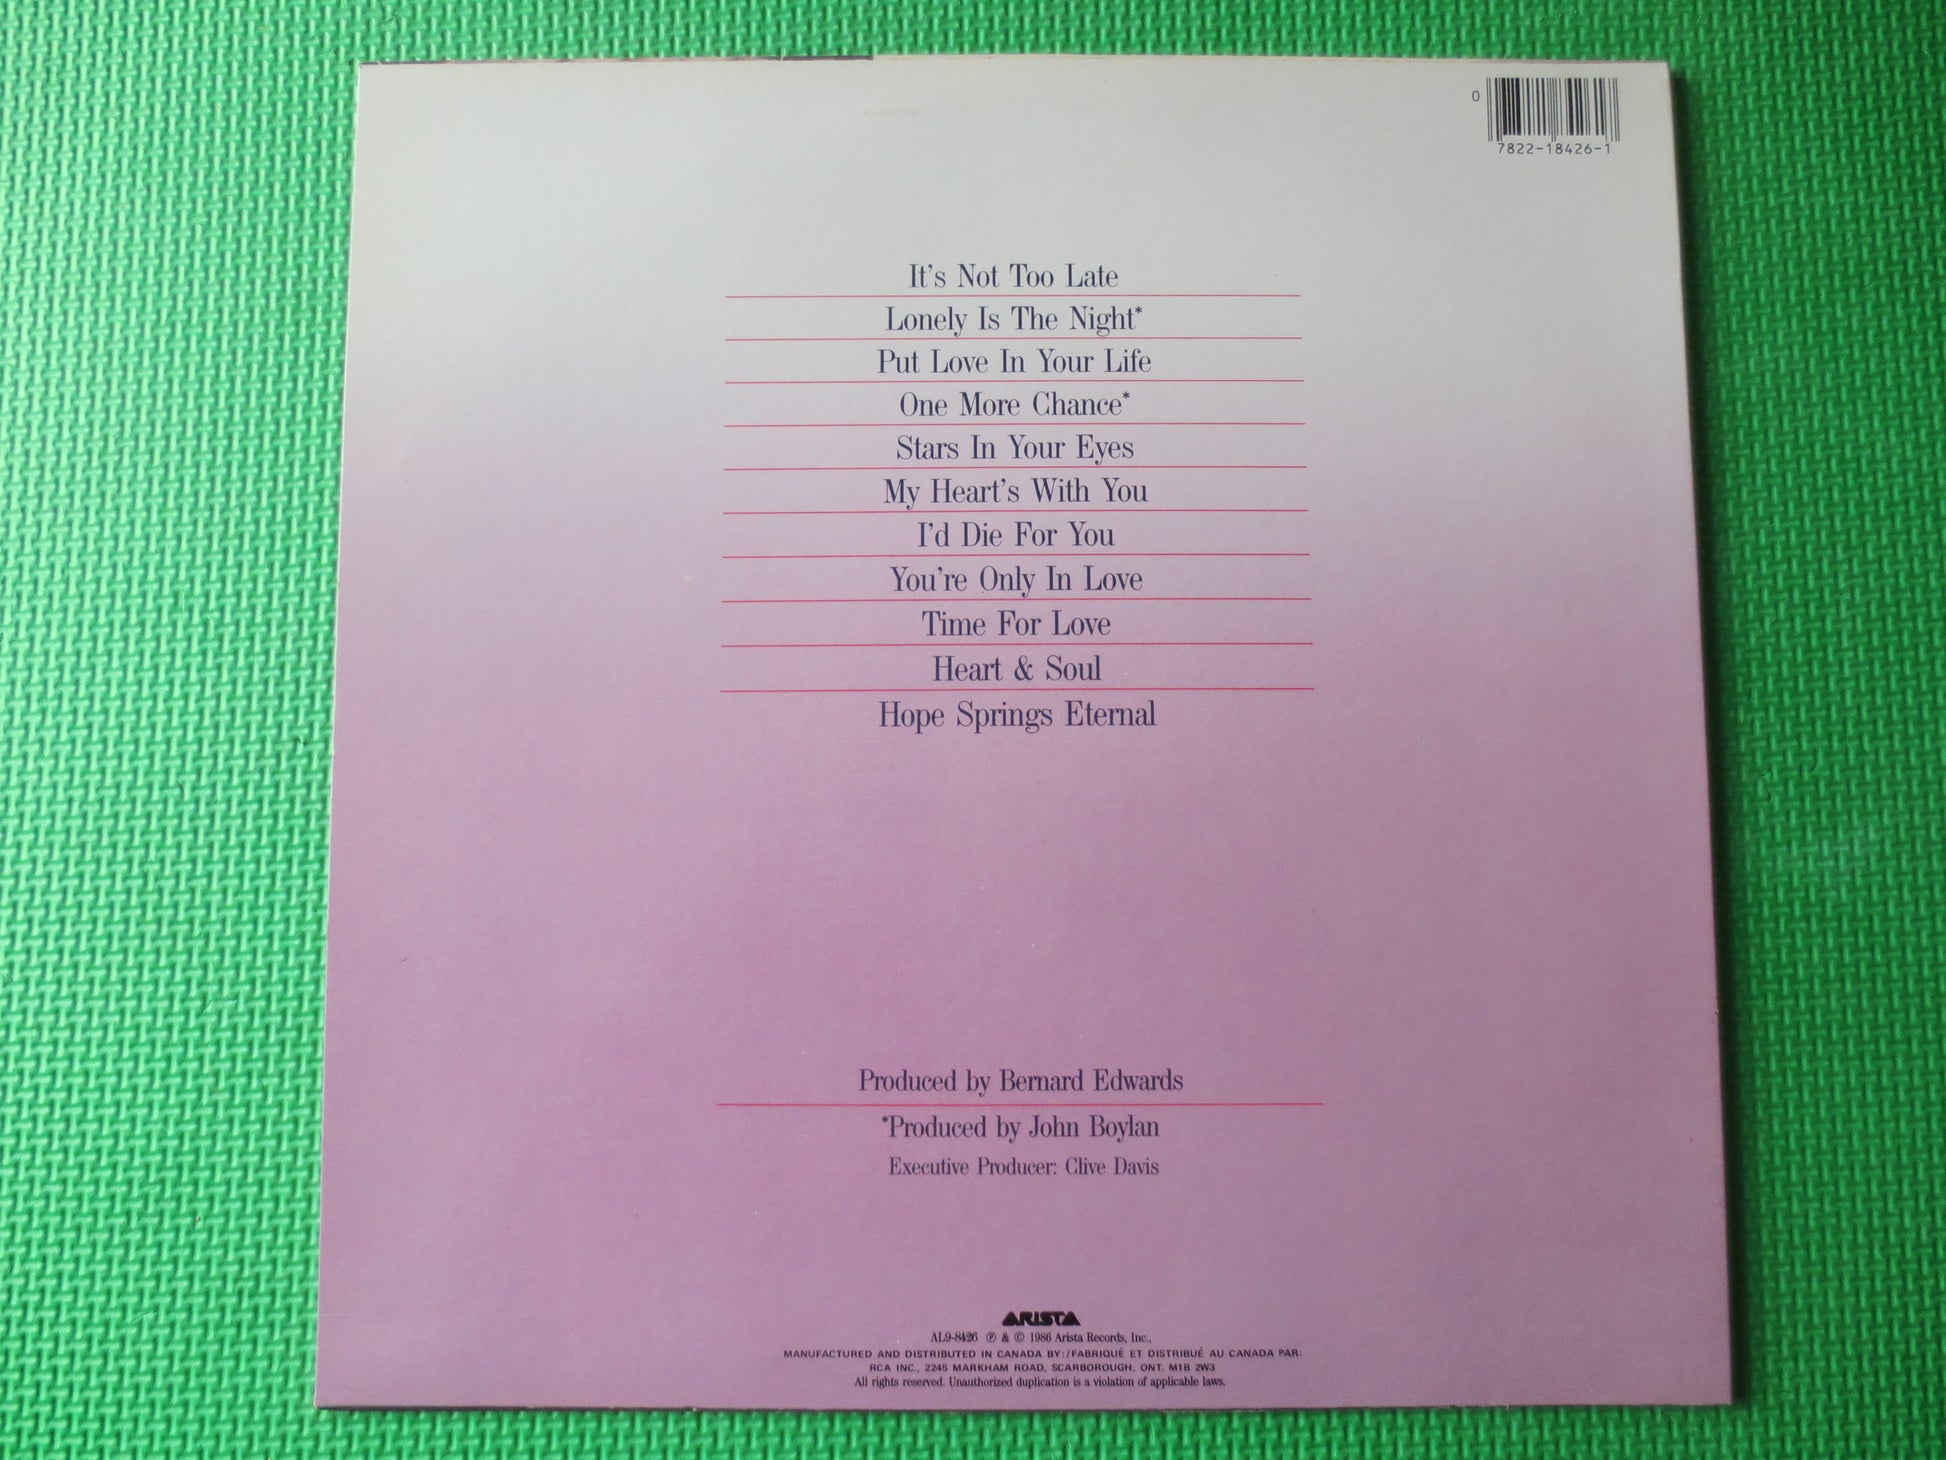 0
7822-18426-1
It's Not Too Late
Lonely Is The Night*
Put Love In Your Life
One More Chance*
Stars In Your Eyes
My Heart's With You
I'd Die For You
You're Only In Love
Time For Love
Heart & Soul
Hope Springs Eternal
Produced by Bernard Edwards
*Produced by John Boylan
Executive Producer: Clive Davis
ARISTA
AL9-8426 ℗ & © 1986 Arista Records, Inc.,
MANUFACTURED AND DISTRIBUTED IN CANADA BY:/FABRIQUÉ ET DISTRIBUÉ AU CANADA PAR:
RCA INC., 2245 MARKHAM ROAD, SCARBOROUGH, ONT. M1B 2W3
All rights reserved. Unauthorized duplication is a violation of applicable laws.